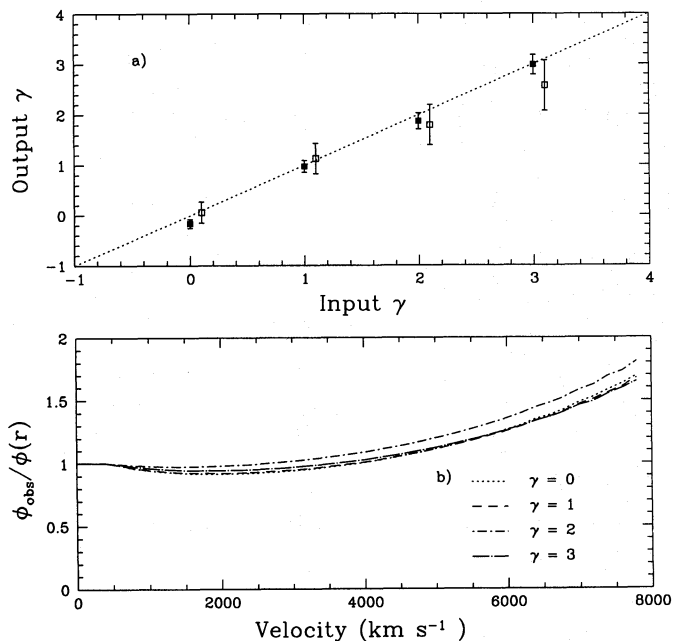 4
3
2
1
0
−1
Output γ
a)
−1 0 1 2 3 4
Input γ
2
1.5
1
0.5
0
ϕobs/ϕ(r)
b)
γ = 0
γ = 1
γ = 2
γ = 3
0 2000 4000 6000 8000
Velocity (km s⁻¹)